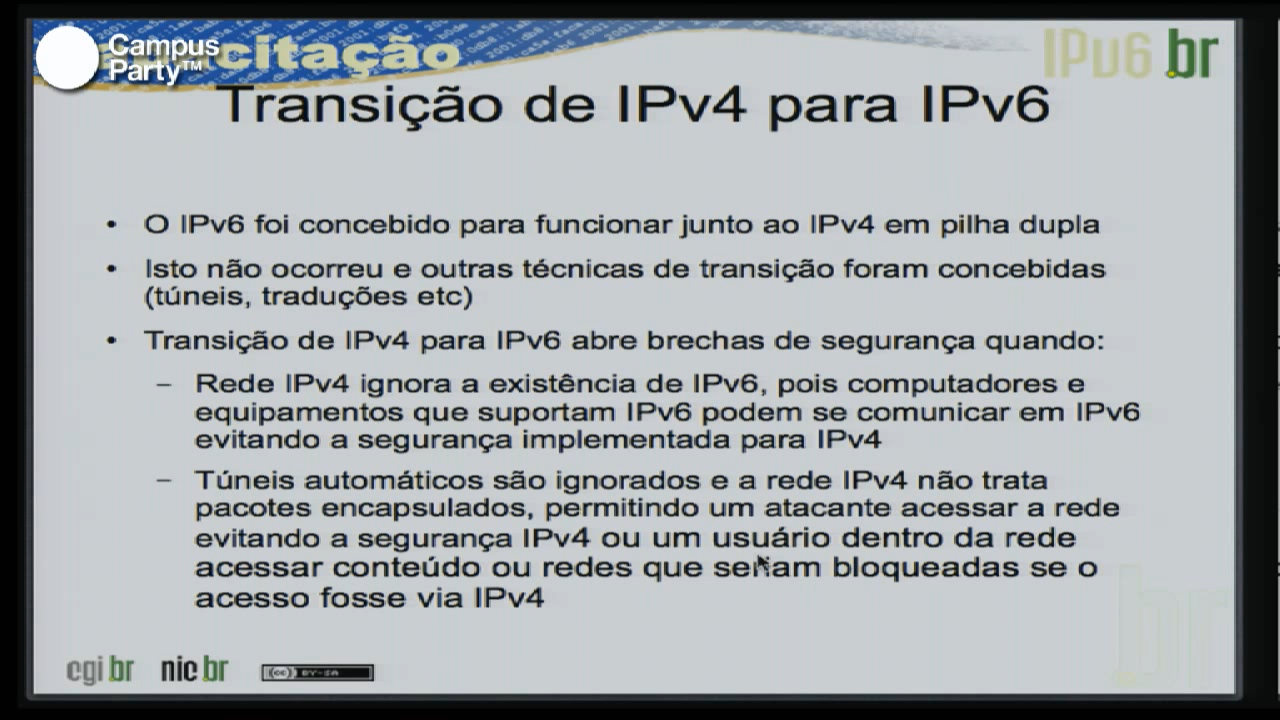 Campus
Party™
citação
IPv6.br
Transição de IPv4 para IPv6
• O IPv6 foi concebido para funcionar junto ao IPv4 em pilha dupla
• Isto não ocorreu e outras técnicas de transição foram concebidas
(túneis, traduções etc)
• Transição de IPv4 para IPv6 abre brechas de segurança quando:
– Rede IPv4 ignora a existência de IPv6, pois computadores e
equipamentos que suportam IPv6 podem se comunicar em IPv6
evitando a segurança implementada para IPv4
– Túneis automáticos são ignorados e a rede IPv4 não trata
pacotes encapsulados, permitindo um atacante acessar a rede
evitando a segurança IPv4 ou um usuário dentro da rede
acessar conteúdo ou redes que seriam bloqueadas se o
acesso fosse via IPv4
.br
cgi.br nic.br (cc) BY-SA